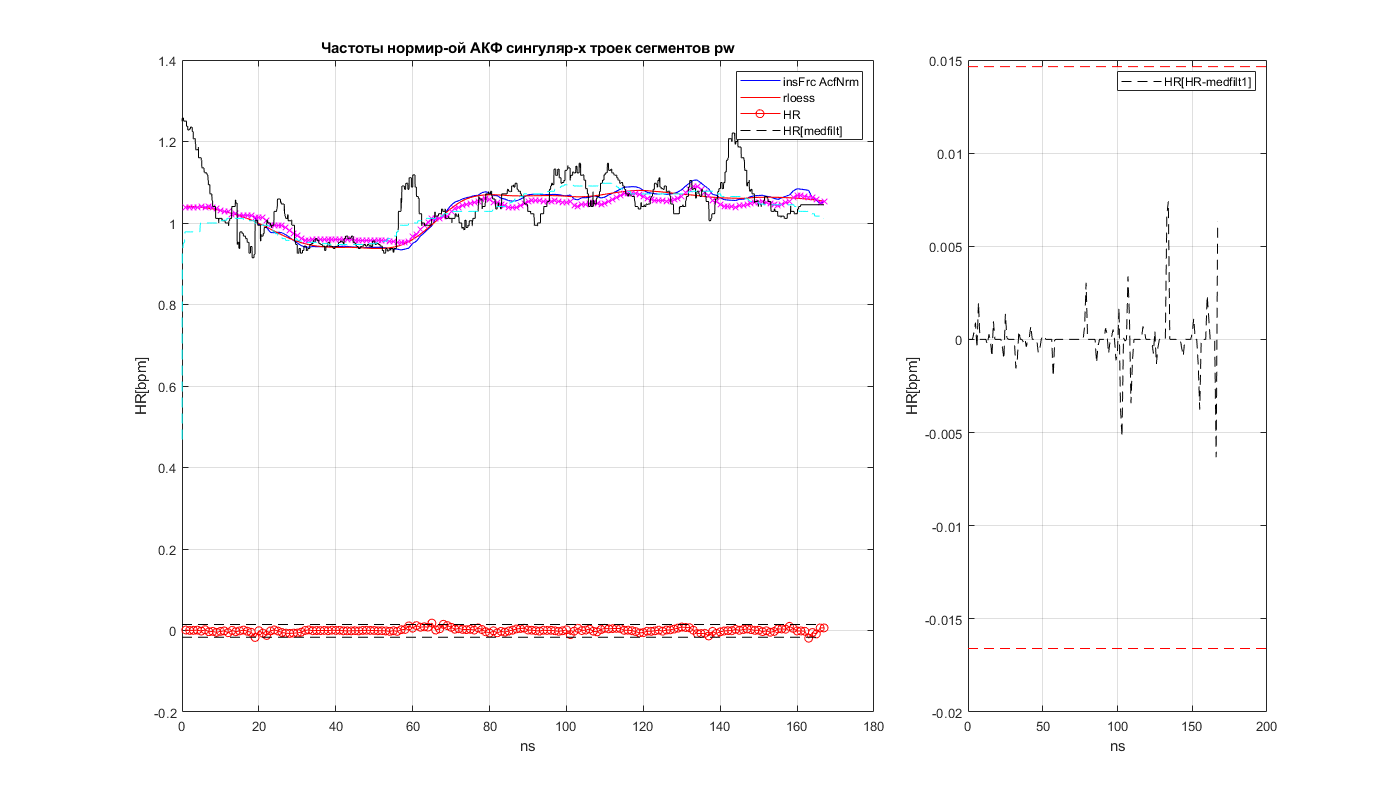 Частоты нормир-ой АКФ сингуляр-х троек сегментов pw
1.4
1.2
1
0.8
0.6
0.4
0.2
0
-0.2
HR[bpm]
0 20 40 60 80 100 120 140 160 180
ns
insFrc AcfNrm
rloess
HR
HR[medfilt]
0.015
0.01
0.005
0
-0.005
-0.01
-0.015
-0.02
HR[bpm]
0 50 100 150 200
ns
HR[HR-medfilt1]